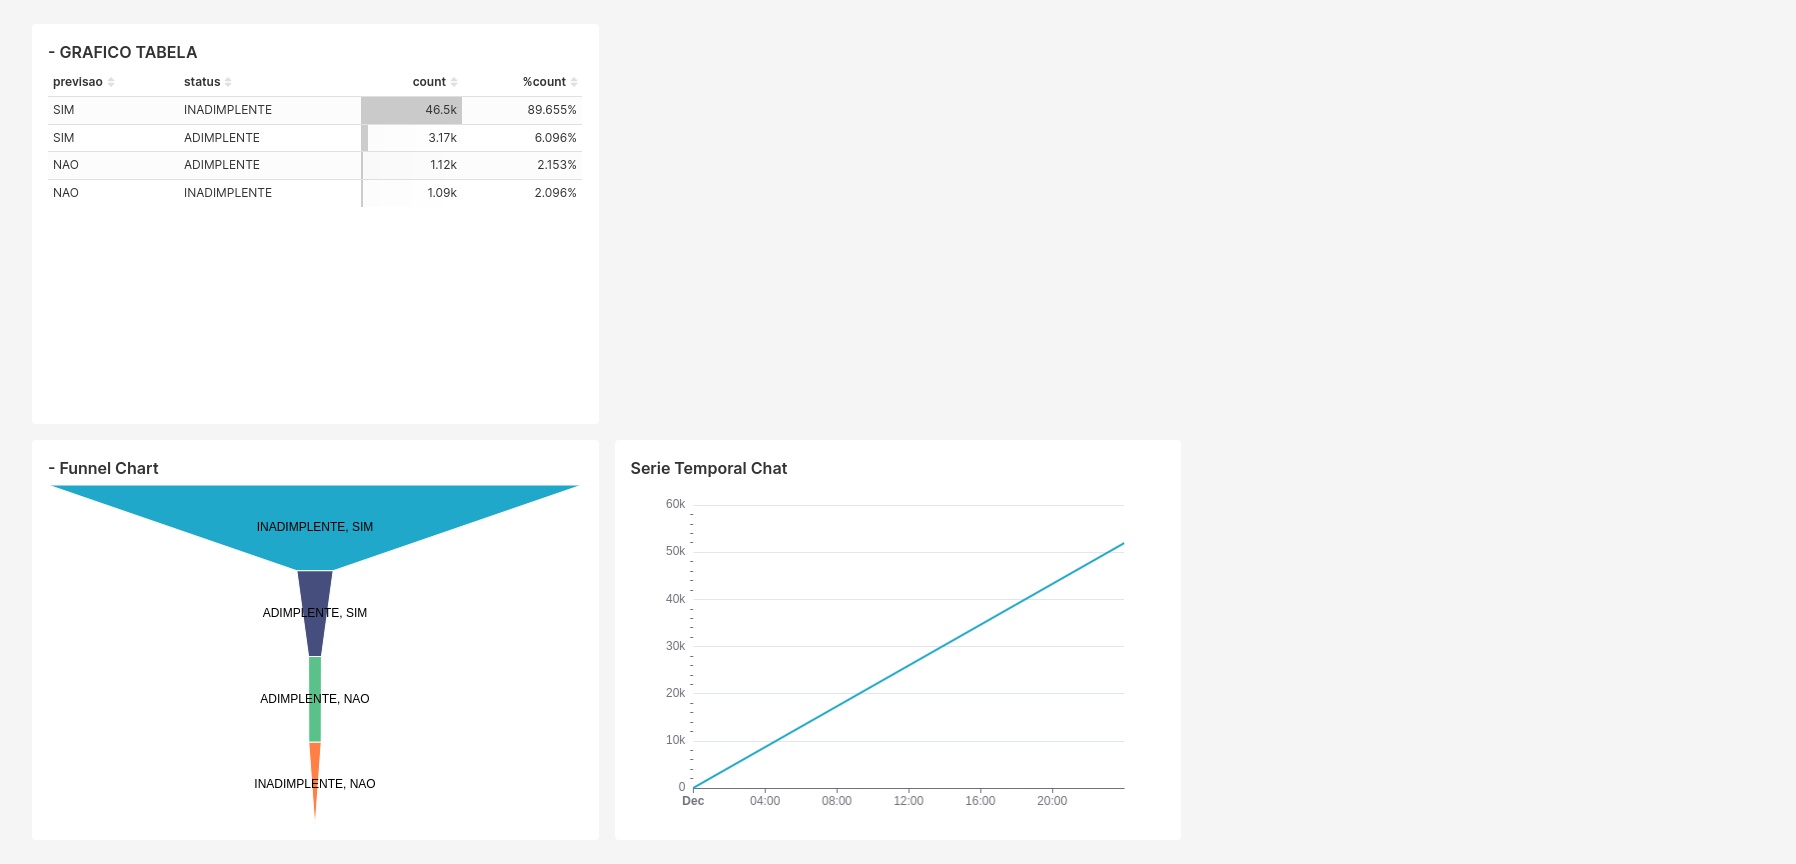 - GRAFICO TABELA
previsao status count %count
SIM INADIMPLENTE 46.5k 89.655%
SIM ADIMPLENTE 3.17k 6.096%
NAO ADIMPLENTE 1.12k 2.153%
NAO INADIMPLENTE 1.09k 2.096%
- Funnel Chart
INADIMPLENTE, SIM
ADIMPLENTE, SIM
ADIMPLENTE, NAO
INADIMPLENTE, NAO
Serie Temporal Chat
60k
50k
40k
30k
20k
10k
0
Dec 04:00 08:00 12:00 16:00 20:00